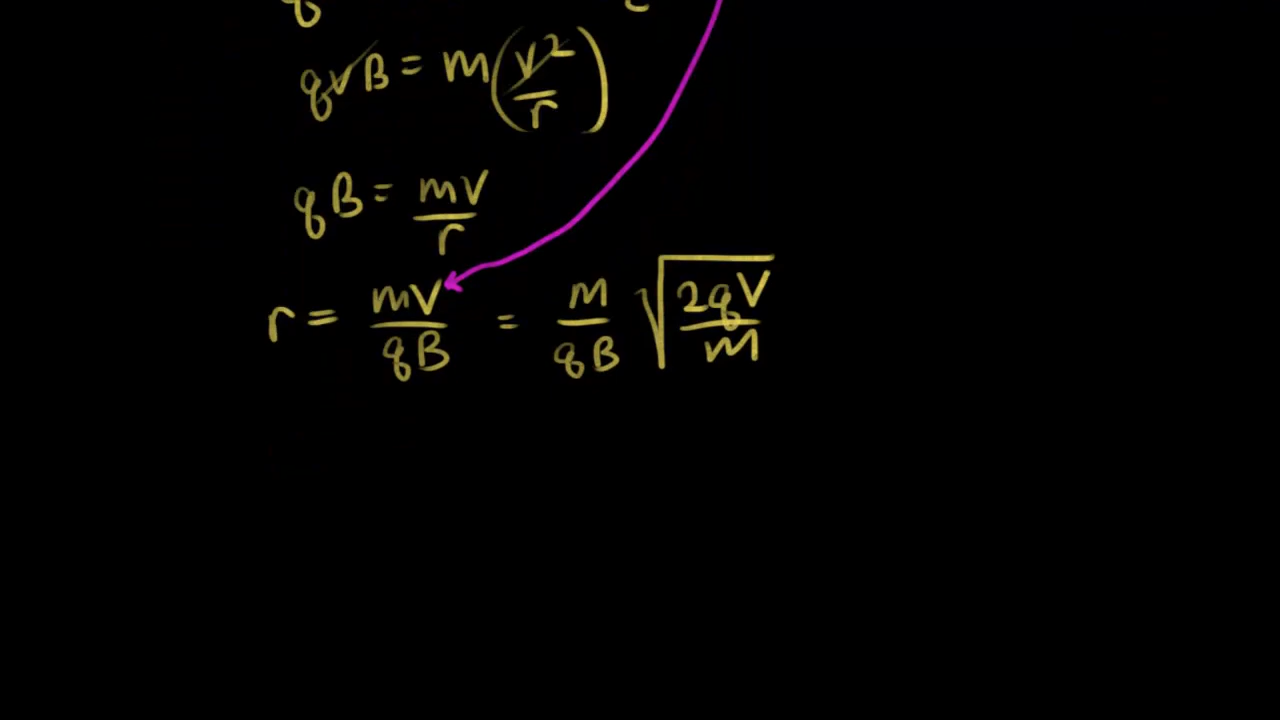 qvB = m(v²/r)
qB = mv/r
r = mv/qB = m/qB √(2qV/m)